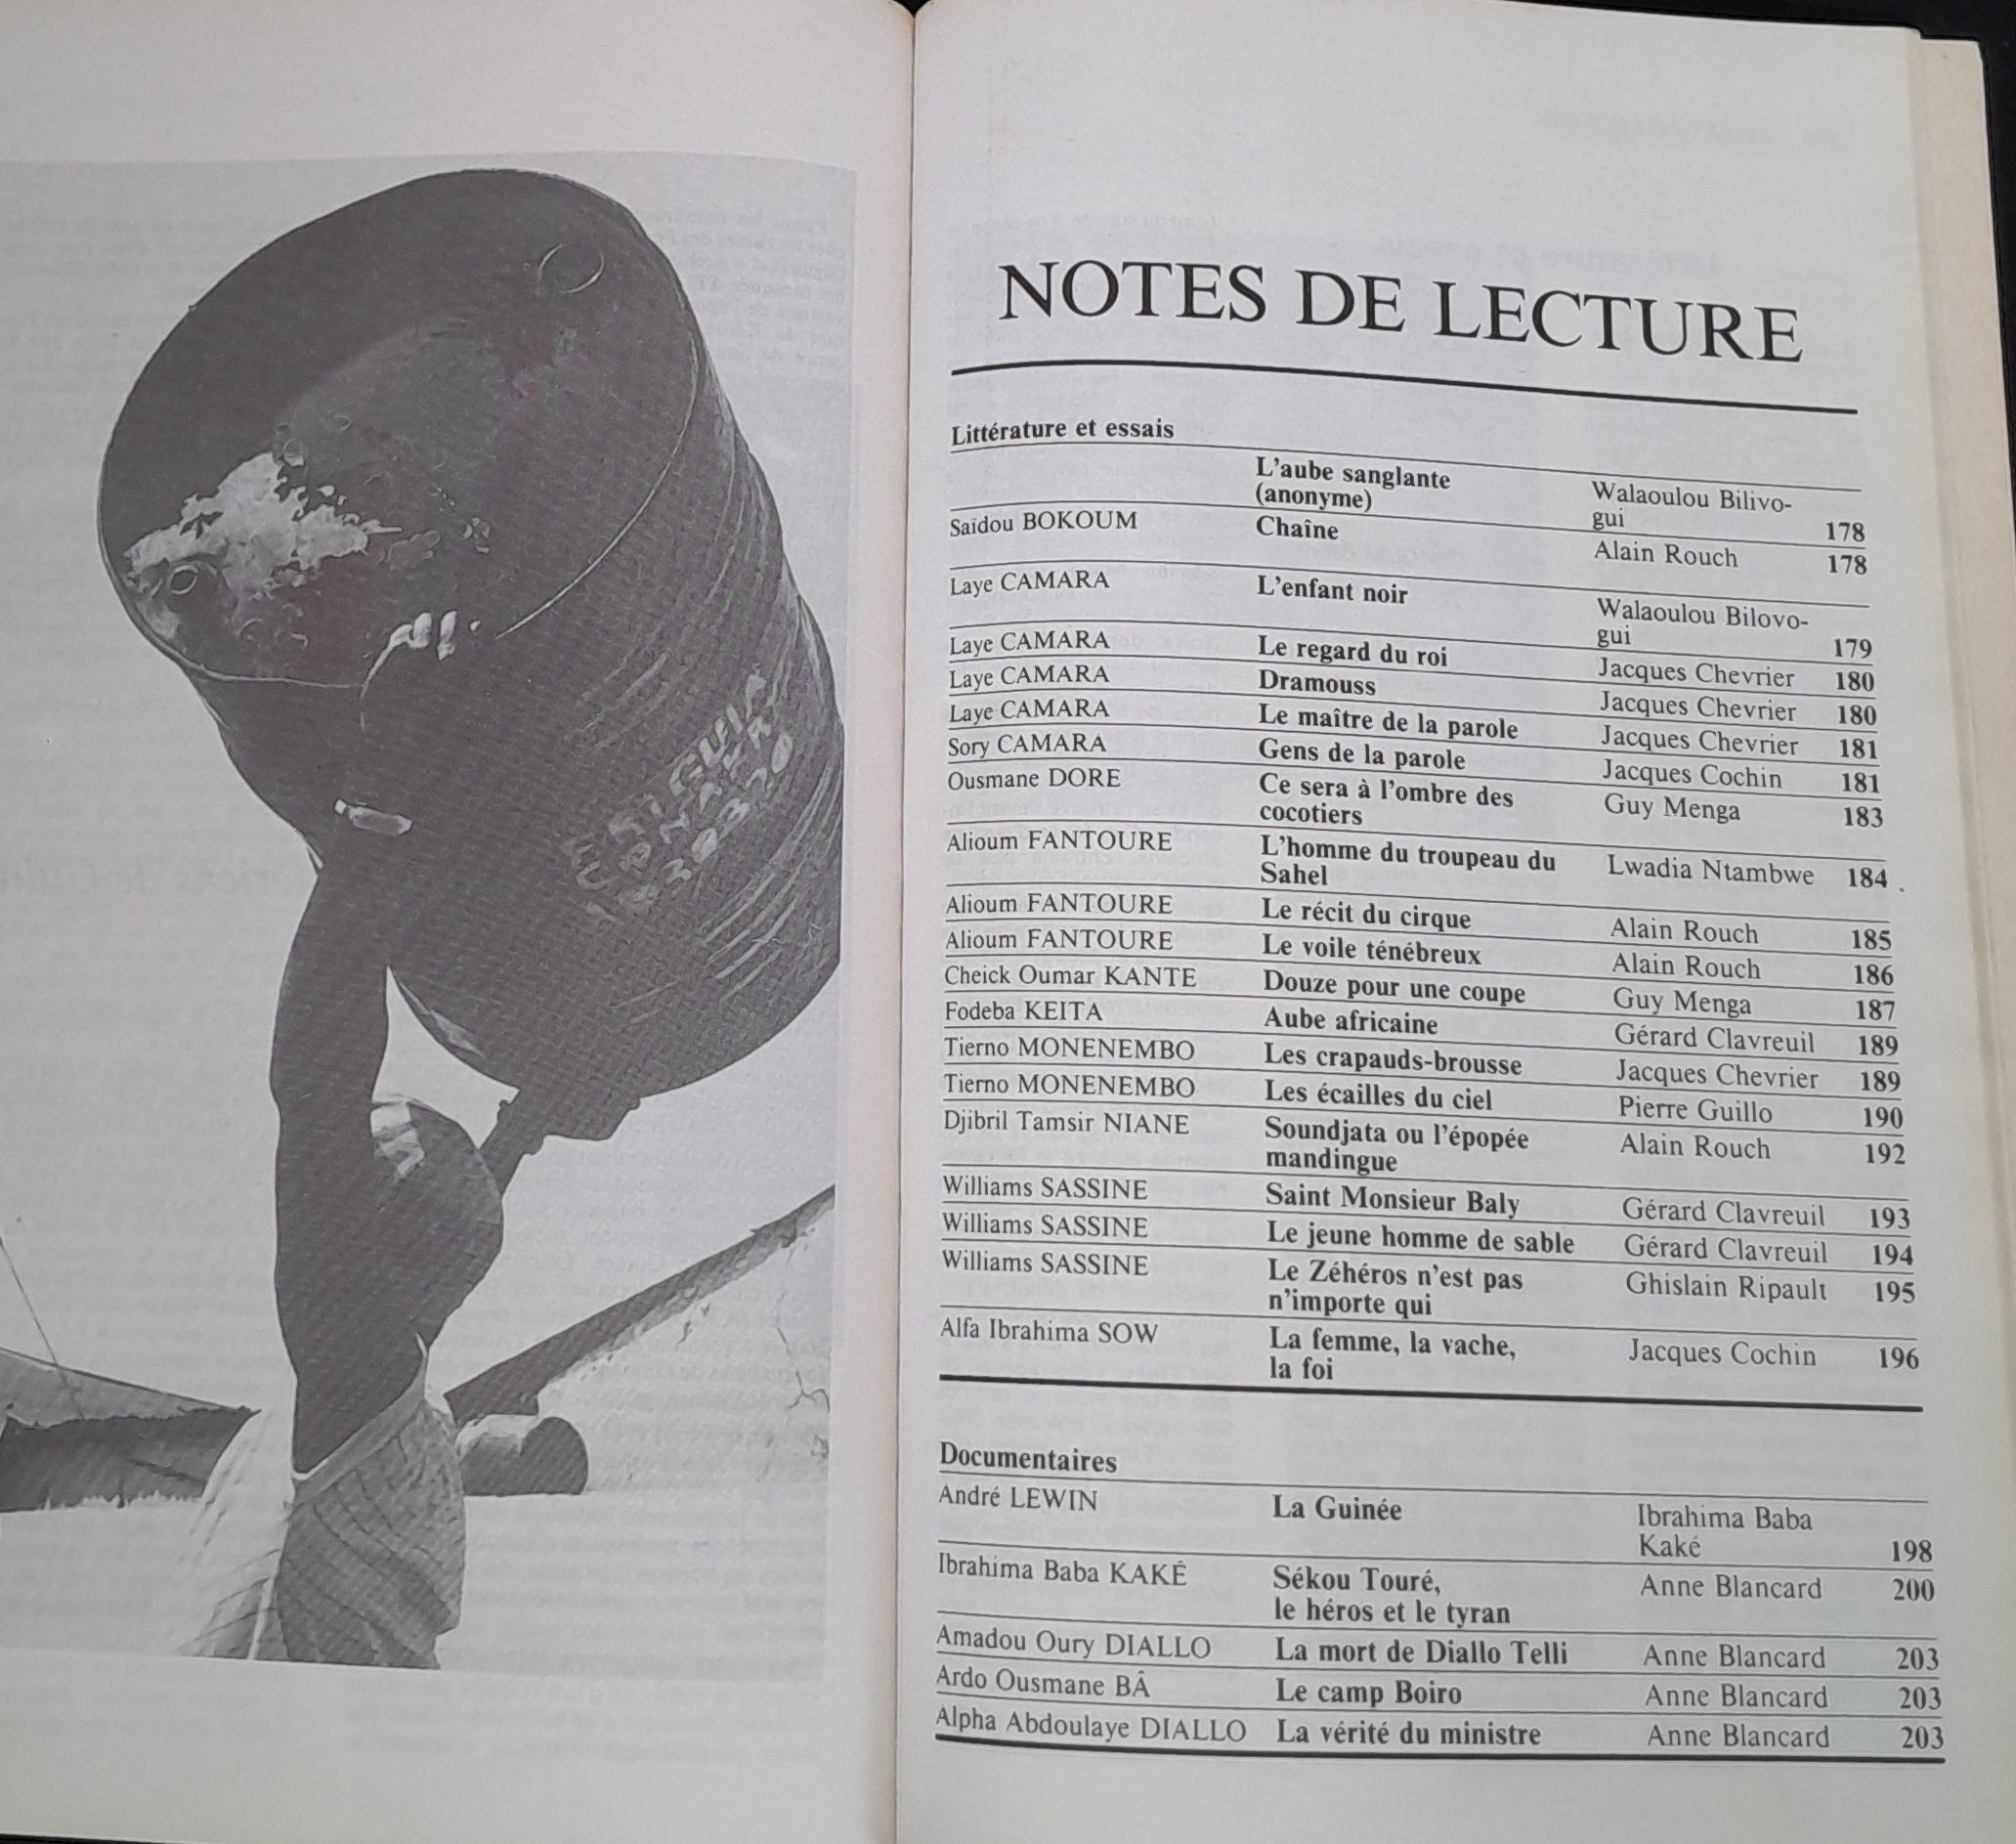 NOTES DE LECTURE
Littérature et essais
L'aube sanglante Walaoulou Bilivo-
(anonyme) gui 178
Saïdou BOKOUM Chaîne Alain Rouch 178
Laye CAMARA L'enfant noir Walaoulou Bilovo-
gui 179
Laye CAMARA Le regard du roi Jacques Chevrier 180
Laye CAMARA Dramouss Jacques Chevrier 180
Laye CAMARA Le maître de la parole Jacques Chevrier 181
Sory CAMARA Gens de la parole Jacques Cochin 181
Ousmane DORE Ce sera à l'ombre des Guy Menga 183
cocotiers
Alioum FANTOURE L'homme du troupeau du Lwadia Ntambwe 184
Sahel
Alioum FANTOURE Le récit du cirque Alain Rouch 185
Alioum FANTOURE Le voile ténébreux Alain Rouch 186
Cheick Oumar KANTE Douze pour une coupe Guy Menga 187
Fodeba KEITA Aube africaine Gérard Clavreuil 189
Tierno MONENEMBO Les crapauds-brousse Jacques Chevrier 189
Tierno MONENEMBO Les écailles du ciel Pierre Guillo 190
Djibril Tamsir NIANE Soundjata ou l'épopée Alain Rouch 192
mandingue
Williams SASSINE Saint Monsieur Baly Gérard Clavreuil 193
Williams SASSINE Le jeune homme de sable Gérard Clavreuil 194
Williams SASSINE Le Zéhéros n'est pas Ghislain Ripault 195
n'importe qui
Alfa Ibrahima SOW La femme, la vache, Jacques Cochin 196
la foi
Documentaires
André LEWIN La Guinée Ibrahima Baba
Kaké 198
Ibrahima Baba KAKÉ Sékou Touré, Anne Blancard 200
le héros et le tyran
Amadou Oury DIALLO La mort de Diallo Telli Anne Blancard 203
Ardo Ousmane BÂ Le camp Boiro Anne Blancard 203
Alpha Abdoulaye DIALLO La vérité du ministre Anne Blancard 203